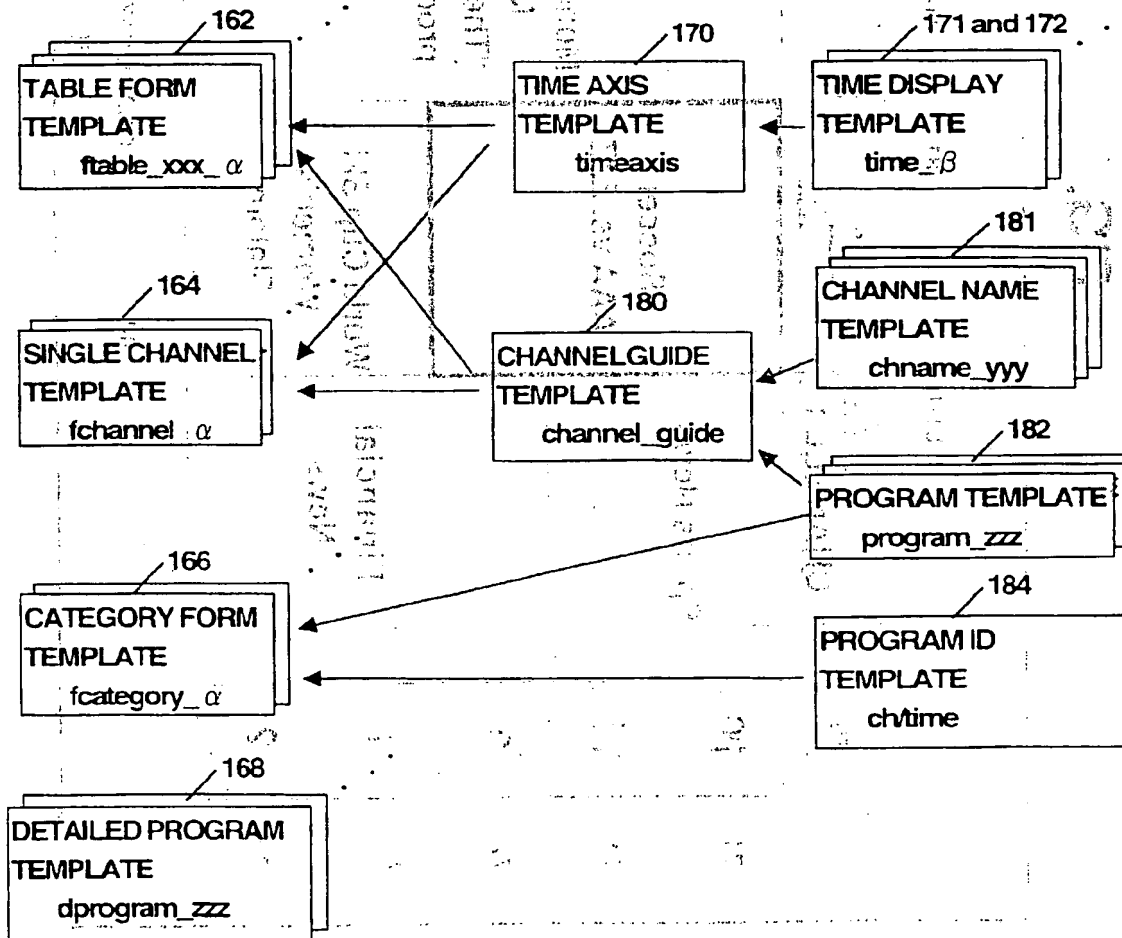 162
TABLE FORM
TEMPLATE
ftable_xxx_α
170
TIME AXIS
TEMPLATE
timeaxis
171 and 172
TIME DISPLAY
TEMPLATE
time_β
181
CHANNEL NAME
TEMPLATE
chname_yyy
164
SINGLE CHANNEL
TEMPLATE
fchannel_α
180
CHANNELGUIDE
TEMPLATE
channel_guide
182
PROGRAM TEMPLATE
program_zzz
166
CATEGORY FORM
TEMPLATE
fcategory_α
184
PROGRAM ID
TEMPLATE
ch/time
168
DETAILED PROGRAM
TEMPLATE
dprogram_zzz